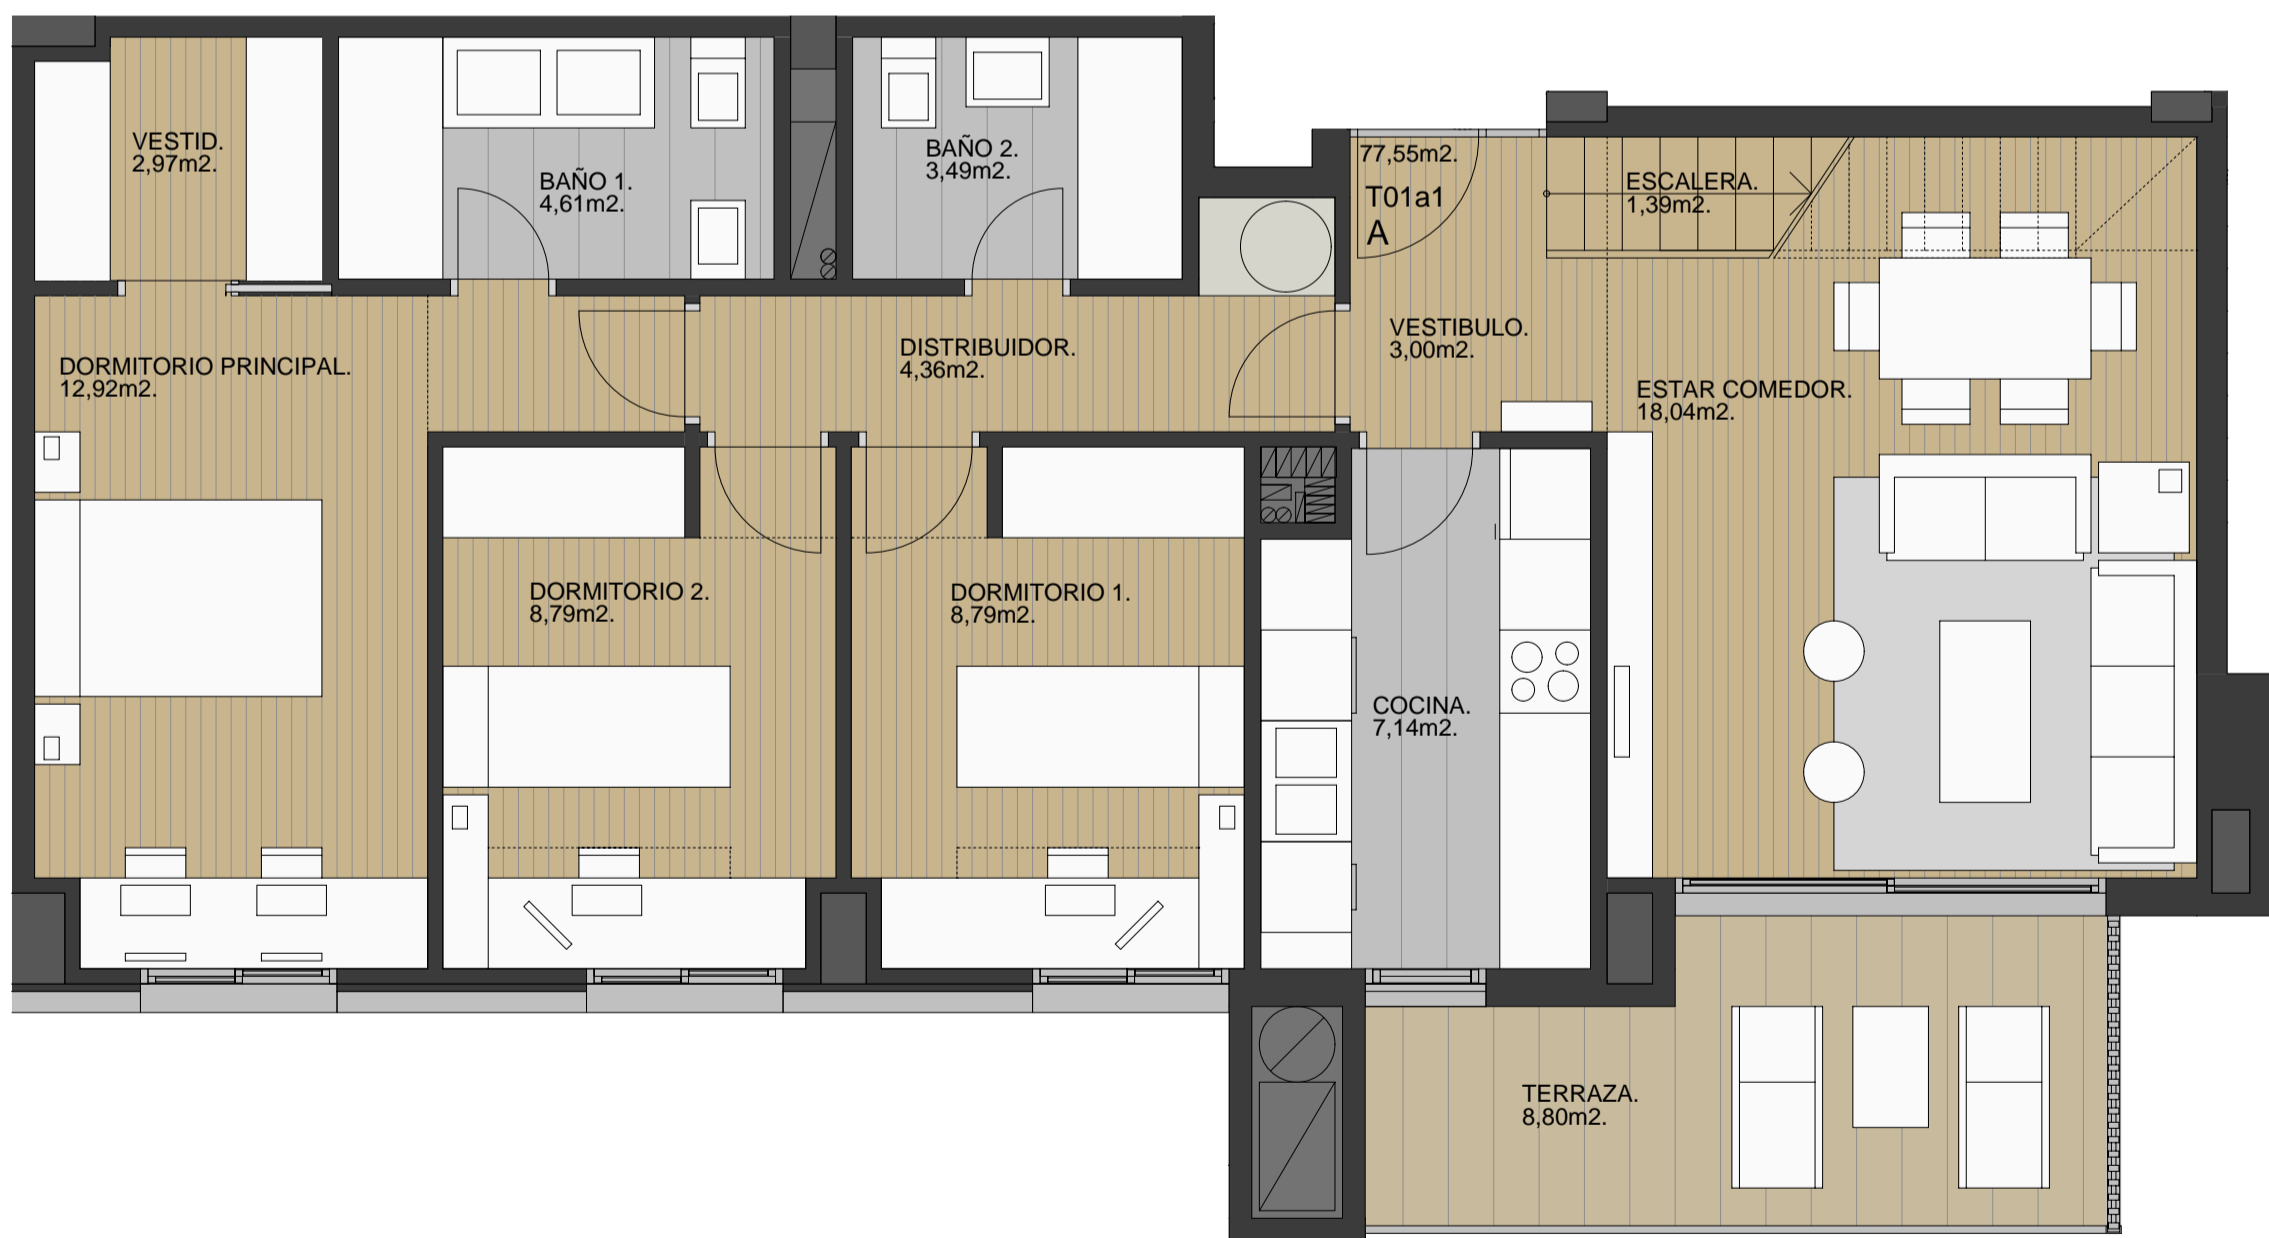 VESTID.
2,97m2.
BAÑO 1.
4,61m2.
BAÑO 2.
3,49m2.
77,55m2.
T01a1
A
ESCALERA.
1,39m2.
DORMITORIO PRINCIPAL.
12,92m2.
DISTRIBUIDOR.
4,36m2.
VESTIBULO.
3,00m2.
ESTAR COMEDOR.
18,04m2.
DORMITORIO 2.
8,79m2.
DORMITORIO 1.
8,79m2.
COCINA.
7,14m2.
TERRAZA.
8,80m2.